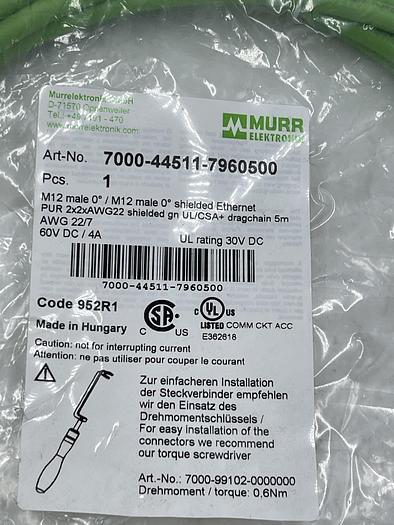 Murrelektronik GmbH
D-71570 Oppenweiler
Tel.: +49 7191 - 470
www.murrelektronik.com
MURR
ELEKTRONIK
Art-No. 7000-44511-7960500
Pcs. 1
M12 male 0° / M12 male 0° shielded Ethernet
PUR 2x2xAWG22 shielded gn UL/CSA+ dragchain 5m
AWG 22/7
60V DC / 4A UL rating 30V DC
7000-44511-7960500
Code 952R1
Made in Hungary
C SA US
C UL US
LISTED COMM CKT ACC
E362618
Caution: not for interrupting current
Attention: ne pas utiliser pour couper le courant
Zur einfacheren Installation
der Steckverbinder empfehlen
wir den Einsatz des
Drehmomentschlüssels /
For easy installation of the
connectors we recommend
our torque screwdriver
Art.-No.: 7000-99102-0000000
Drehmoment / torque: 0.6Nm